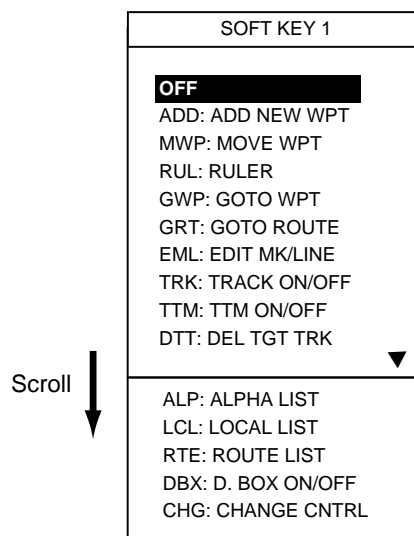 SOFT KEY 1
OFF
ADD: ADD NEW WPT
MWP: MOVE WPT
RUL: RULER
GWP: GOTO WPT
GRT: GOTO ROUTE
EML: EDIT MK/LINE
TRK: TRACK ON/OFF
TTM: TTM ON/OFF
DTT: DEL TGT TRK
Scroll
ALP: ALPHA LIST
LCL: LOCAL LIST
RTE: ROUTE LIST
DBX: D. BOX ON/OFF
CHG: CHANGE CNTRL